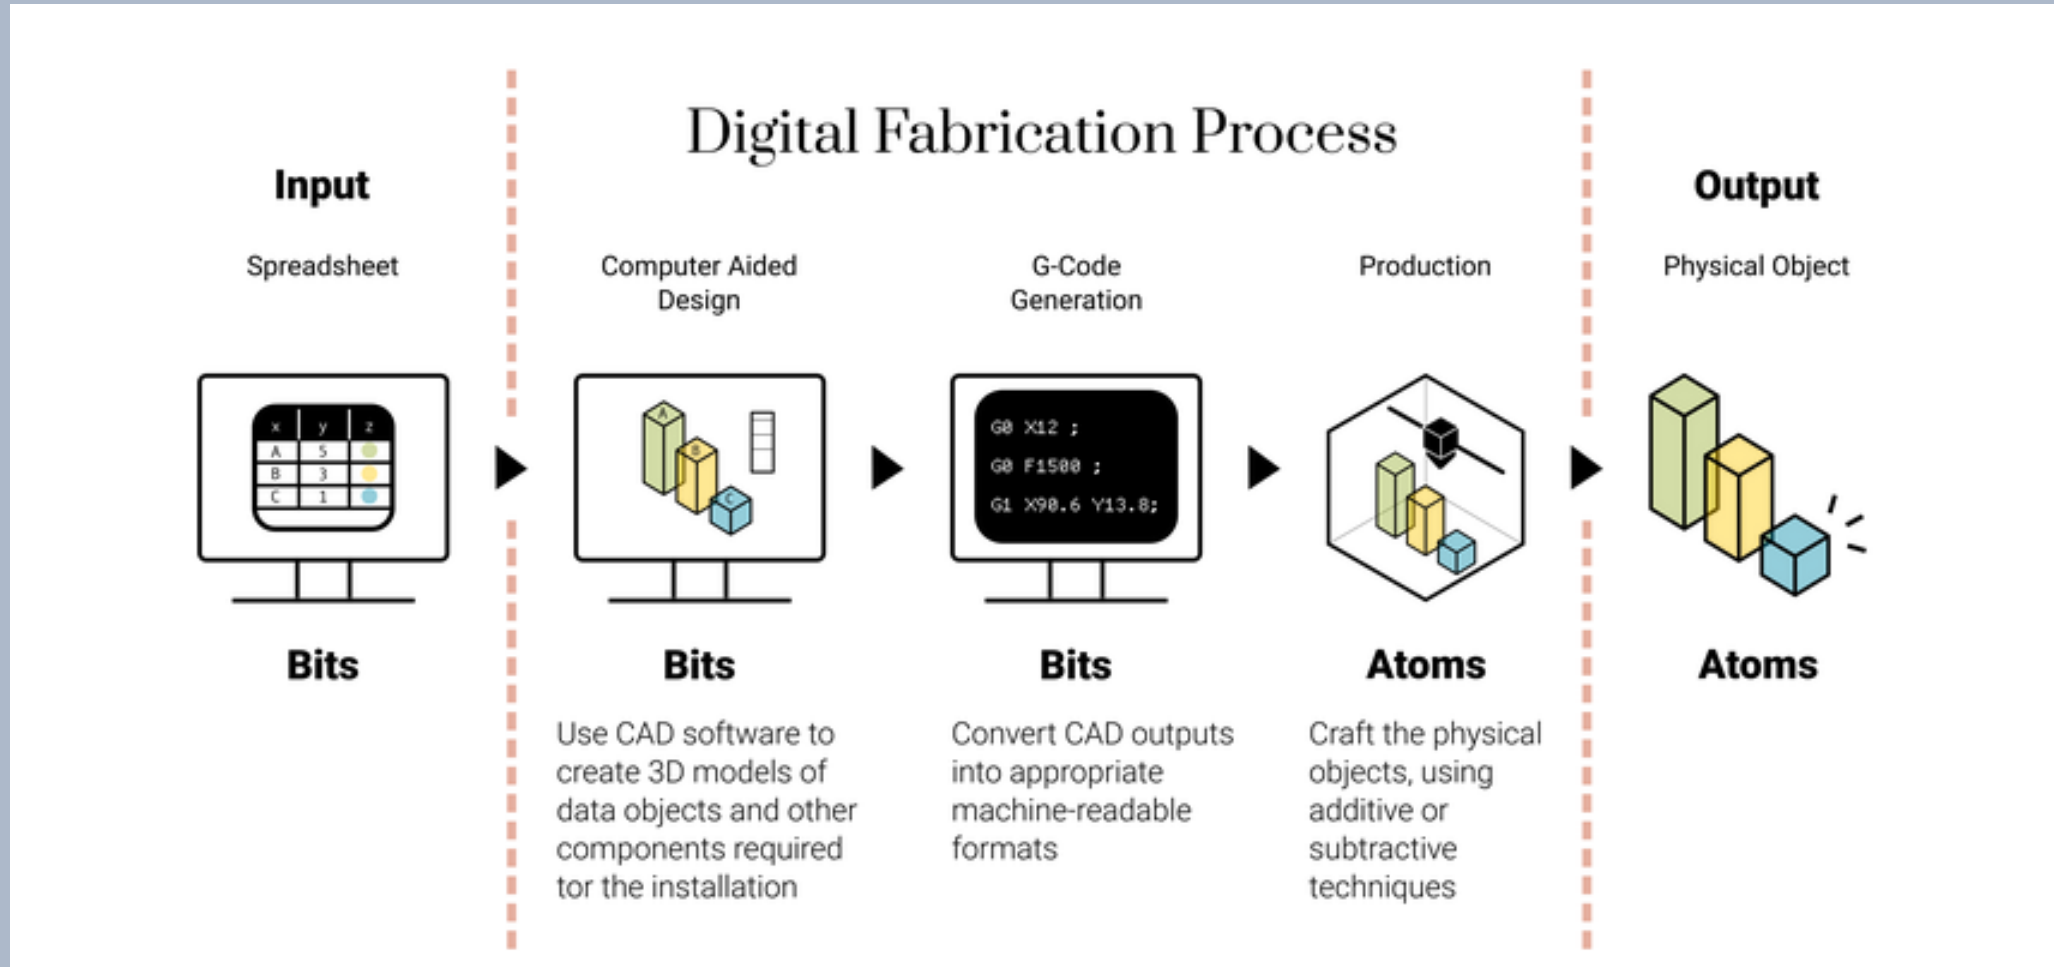 Digital Fabrication Process
Input
Output
Spreadsheet
Computer Aided
Design
G-Code
Generation
Production
Physical Object
x y z
A 5
B 3
C 1
A
B
C
G0 X12 ;
G0 F1500 ;
G1 X90.6 Y13.8;
Bits
Bits
Bits
Atoms
Atoms
Use CAD software to
create 3D models of
data objects and other
components required
tor the installation
Convert CAD outputs
into appropriate
machine-readable
formats
Craft the physical
objects, using
additive or
subtractive
techniques